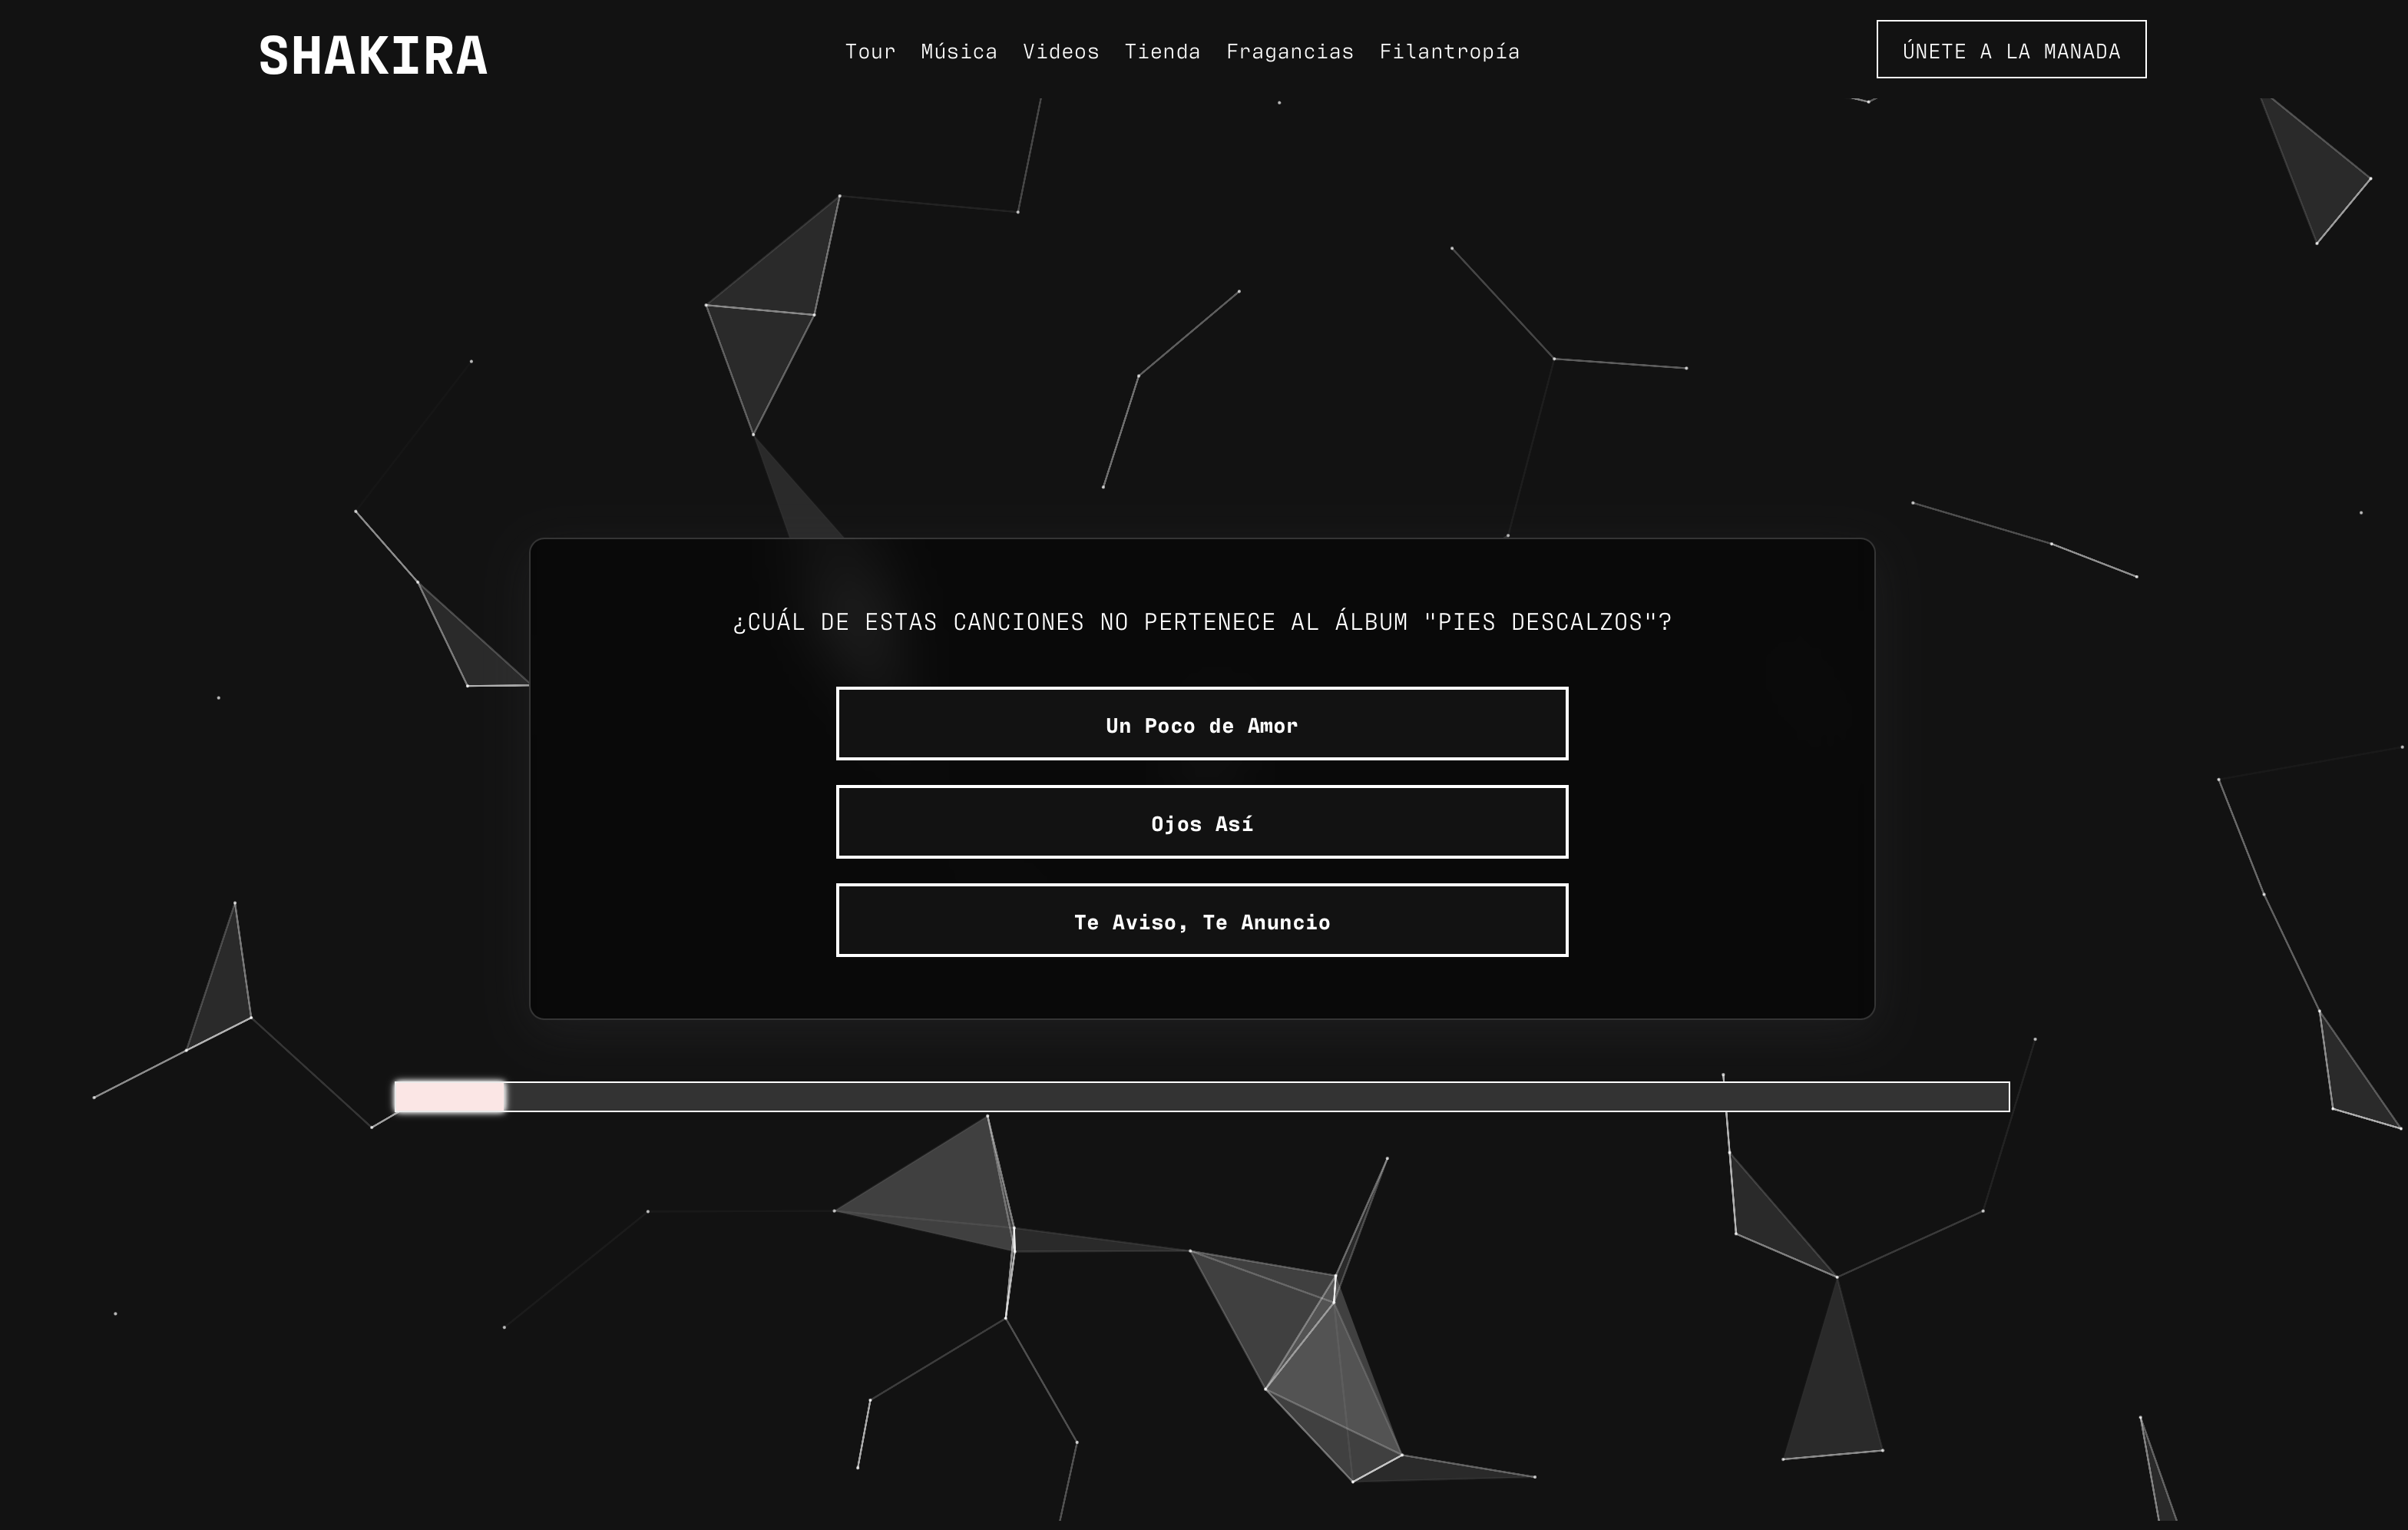 SHAKIRA
Tour Música Videos Tienda Fragancias Filantropía
ÚNETE A LA MANADA
¿CUÁL DE ESTAS CANCIONES NO PERTENECE AL ÁLBUM "PIES DESCALZOS"?
Un Poco de Amor
Ojos Así
Te Aviso, Te Anuncio